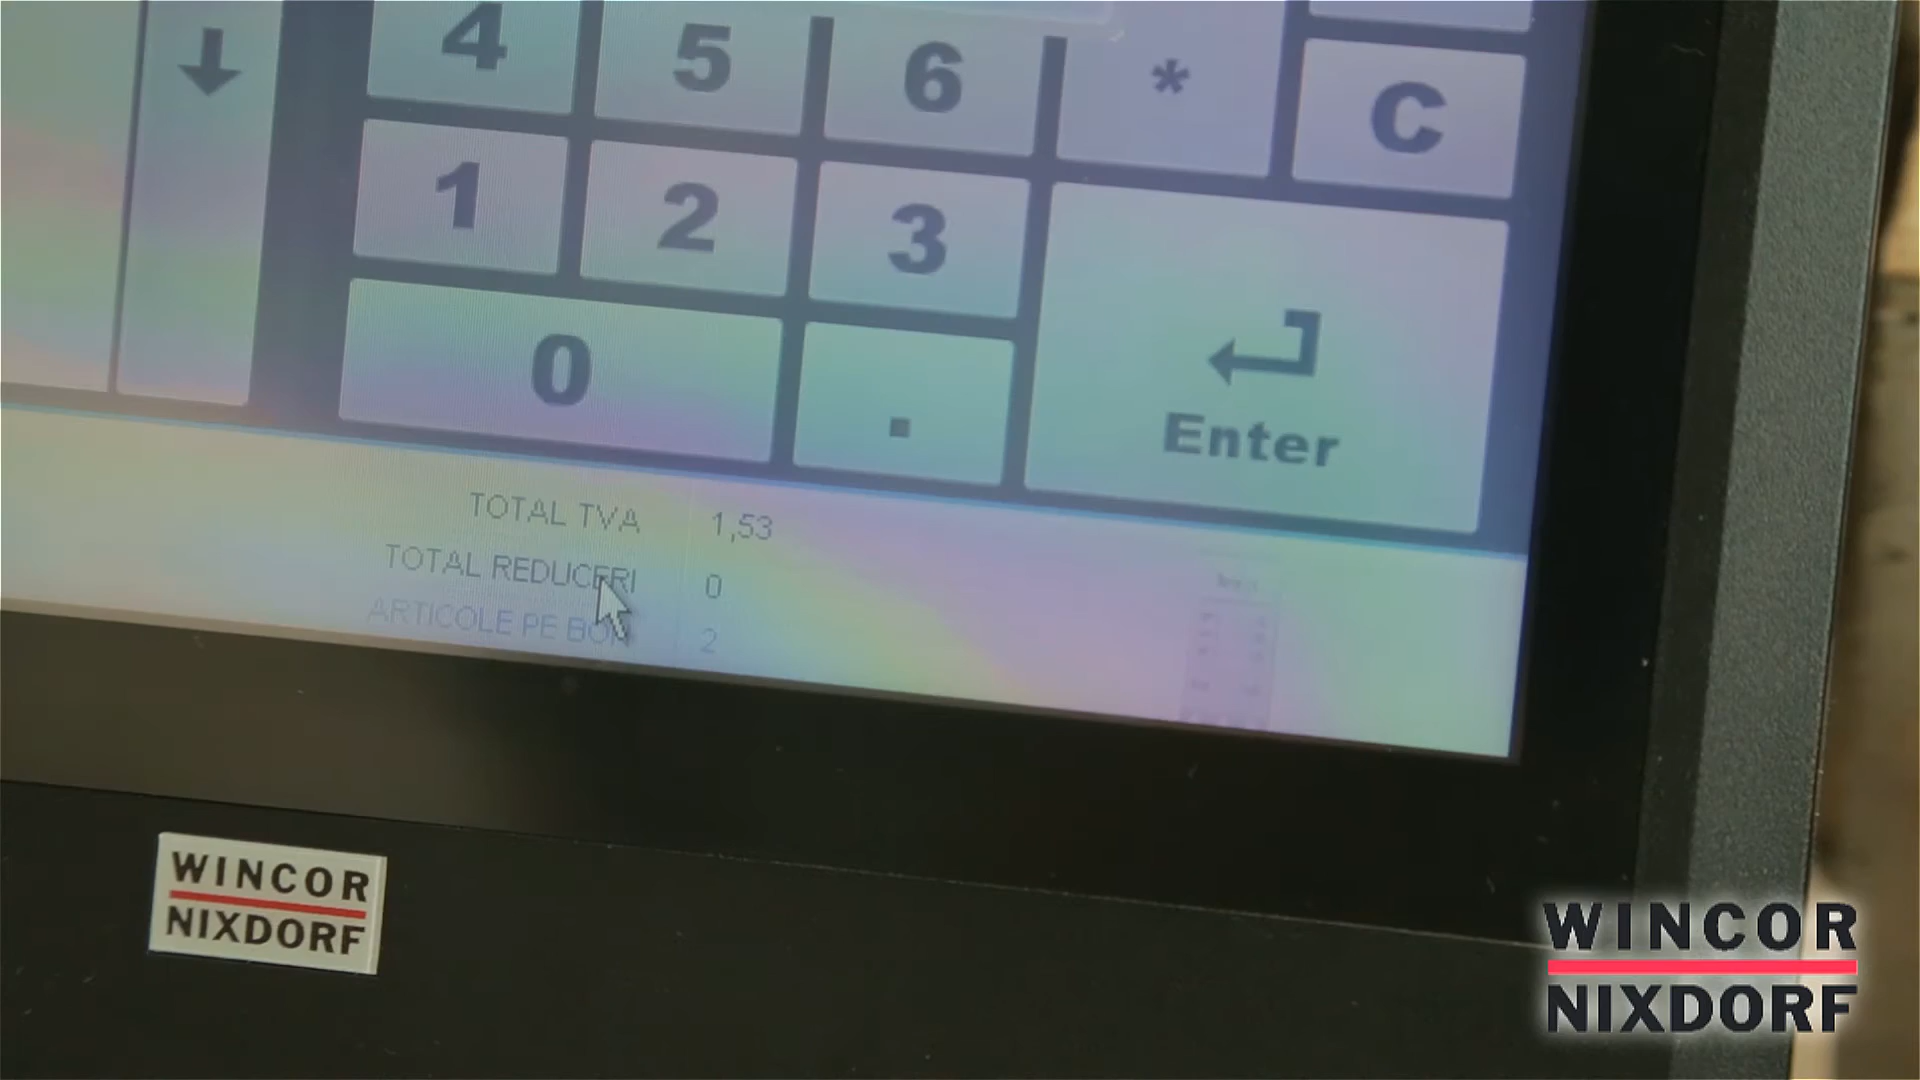 4 5 6 * C
1 2 3
0 . Enter
TOTAL TVA 1,53
TOTAL REDUCERI 0
ARTICOLE PE BON 2
WINCOR
NIXDORF
WINCOR
NIXDORF